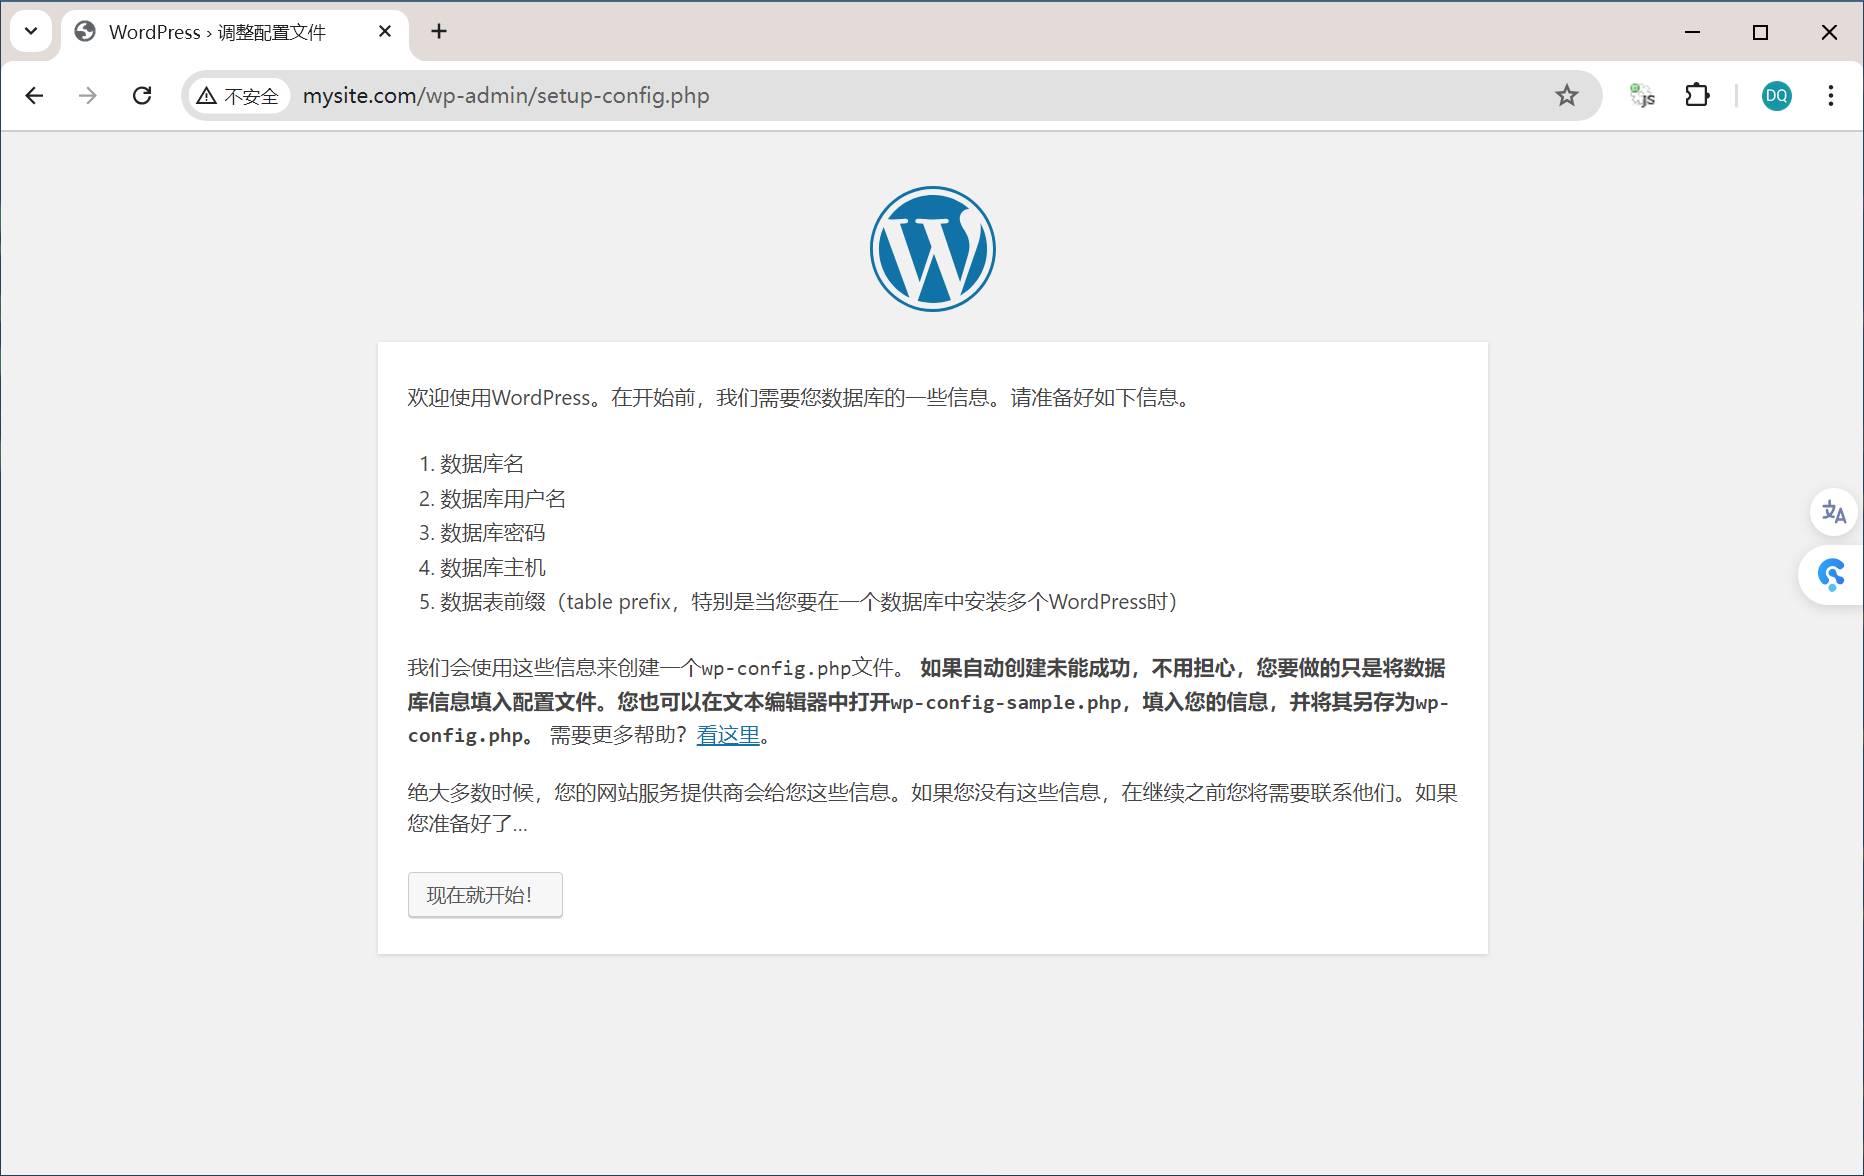 WordPress › 调整配置文件
不安全
mysite.com/wp-admin/setup-config.php
JS
DQ
W
欢迎使用WordPress。在开始前，我们需要您数据库的一些信息。请准备好如下信息。
1. 数据库名
2. 数据库用户名
3. 数据库密码
4. 数据库主机
5. 数据表前缀（table prefix，特别是当您要在一个数据库中安装多个WordPress时）
我们会使用这些信息来创建一个wp-config.php文件。 如果自动创建未能成功，不用担心，您要做的只是将数据
库信息填入配置文件。您也可以在文本编辑器中打开wp-config-sample.php，填入您的信息，并将其另存为wp-
config.php。 需要更多帮助？看这里。
绝大多数时候，您的网站服务提供商会给您这些信息。如果您没有这些信息，在继续之前您将需要联系他们。如果
您准备好了...
现在就开始！
文A